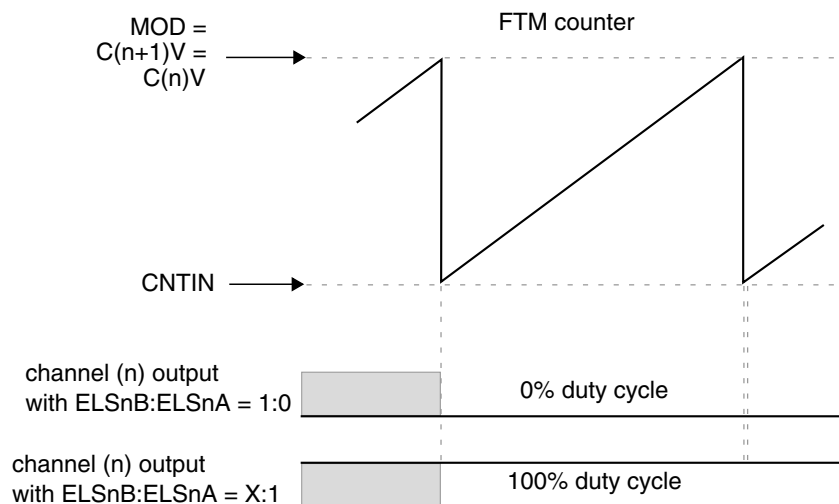 MOD =
C(n+1)V =
C(n)V
FTM counter
CNTIN
channel (n) output
with ELSnB:ELSnA = 1:0
0% duty cycle
channel (n) output
with ELSnB:ELSnA = X:1
100% duty cycle